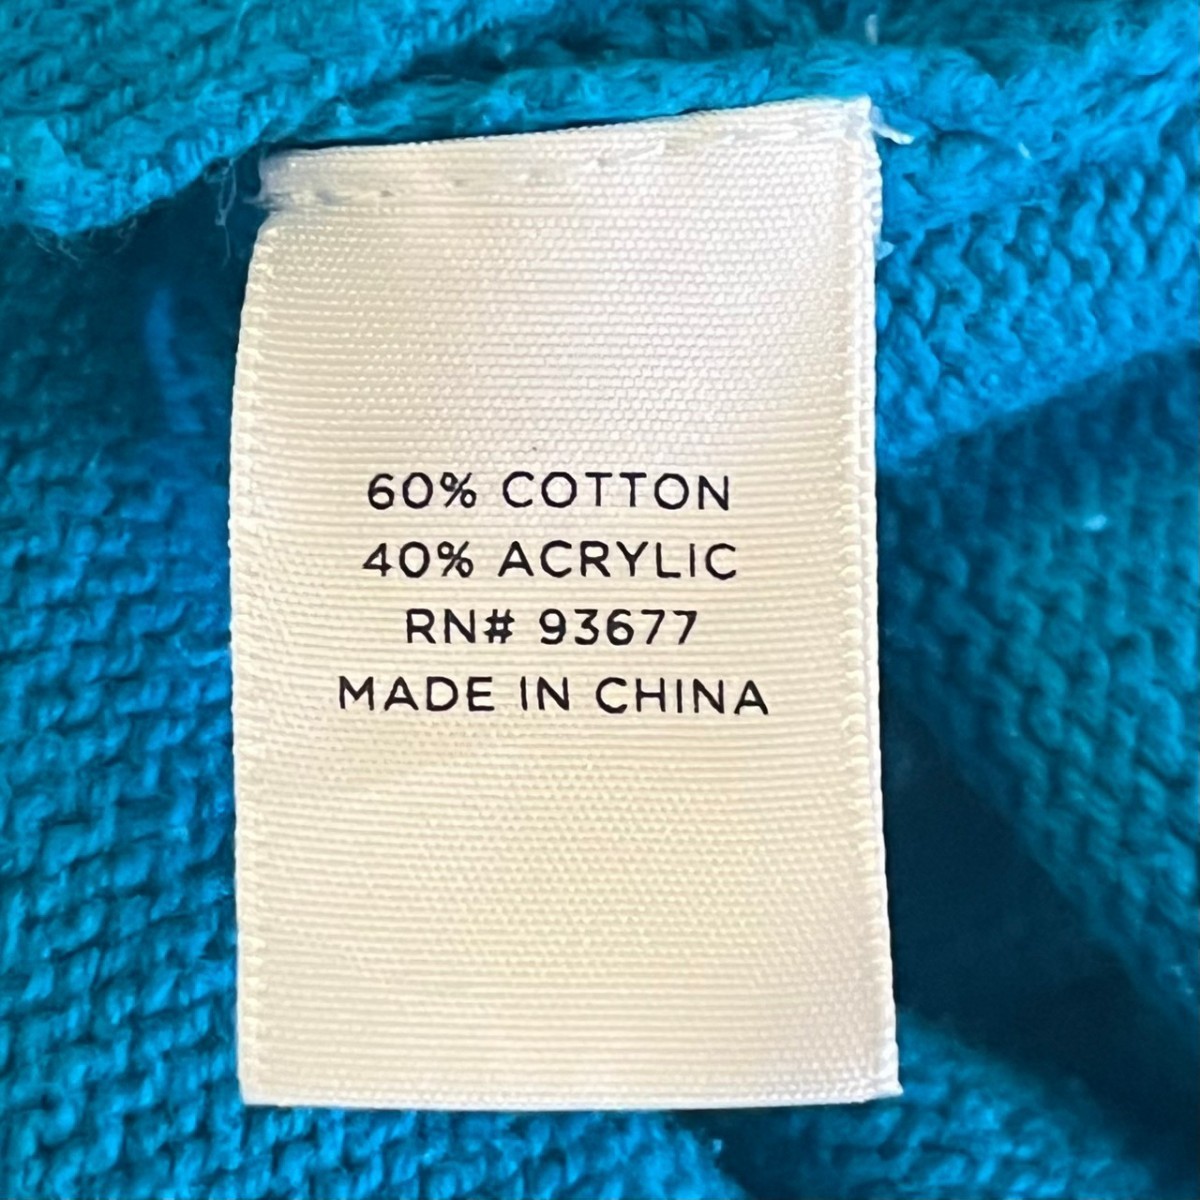 60% COTTON
40% ACRYLIC
RN# 93677
MADE IN CHINA